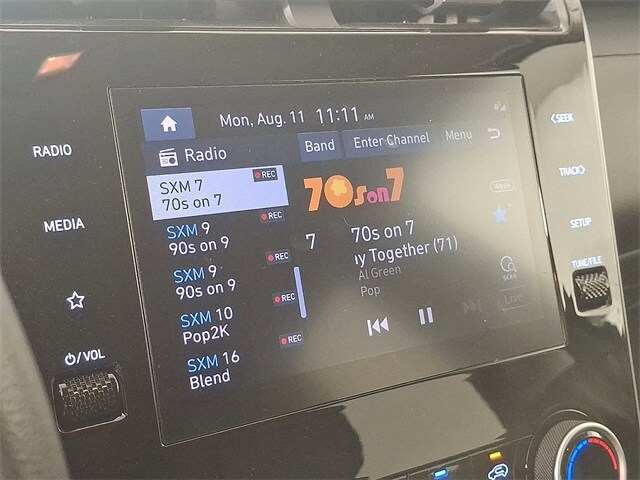 Mon, Aug. 11 11:11 AM
Radio
Band
Enter Channel
Menu
SXM 7
REC
70s on 7
SXM 9
REC
90s on 9
SXM 9
REC
90s on 9
SXM 10
REC
Pop2K
SXM 16
REC
Blend
70s on 7
7
70s on 7
ay Together (71)
Al Green
Pop
SCAN
Live
RADIO
MEDIA
/VOL
SEEK
TRACK
SETUP
TUNE/FILE